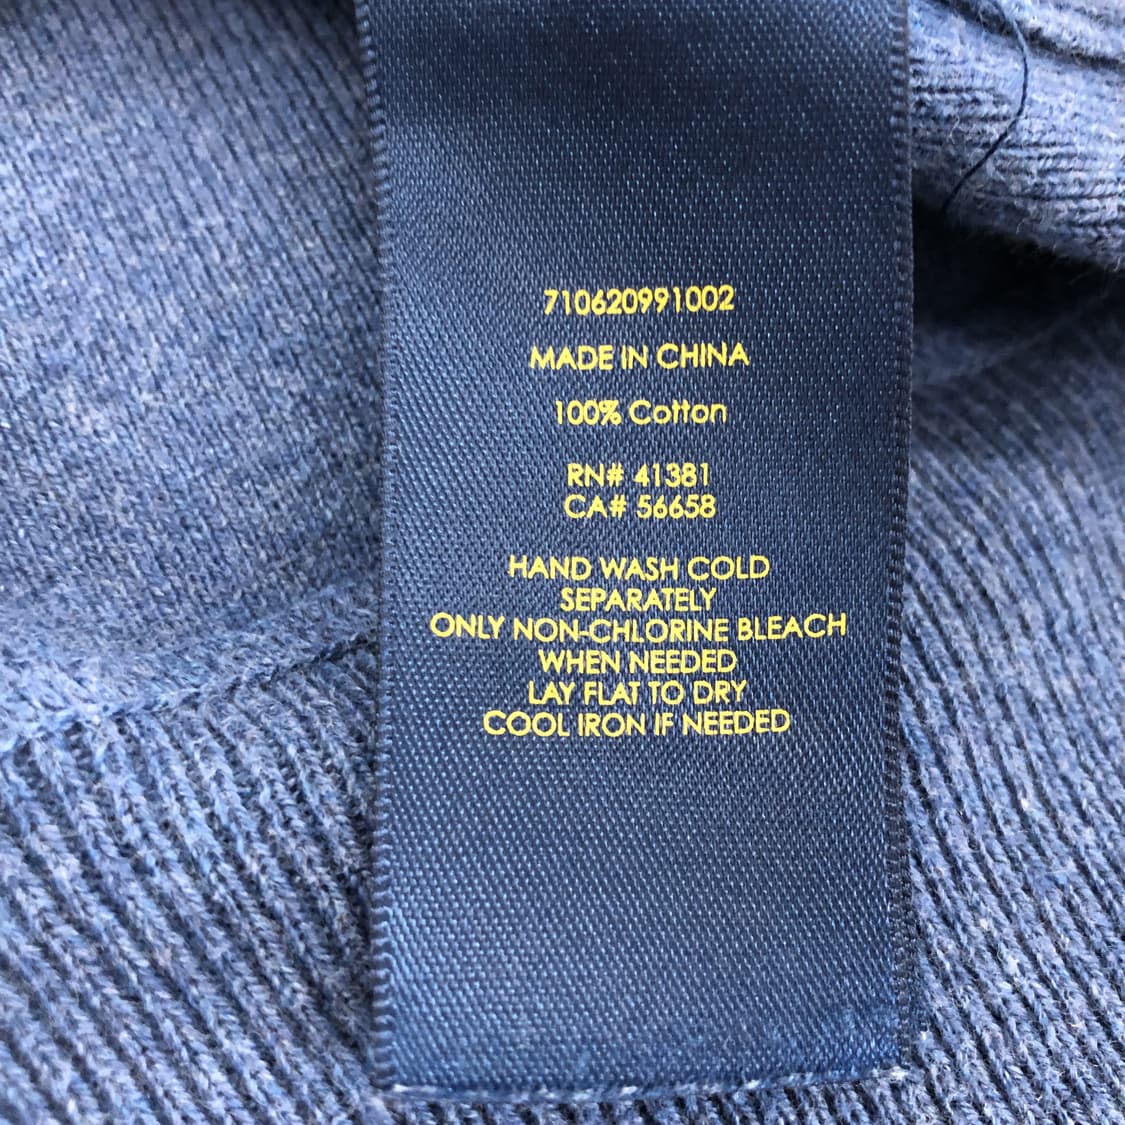 710620991002
MADE IN CHINA
100% Cotton
RN# 41381
CA# 56658
HAND WASH COLD
SEPARATELY
ONLY NON-CHLORINE BLEACH
WHEN NEEDED
LAY FLAT TO DRY
COOL IRON IF NEEDED